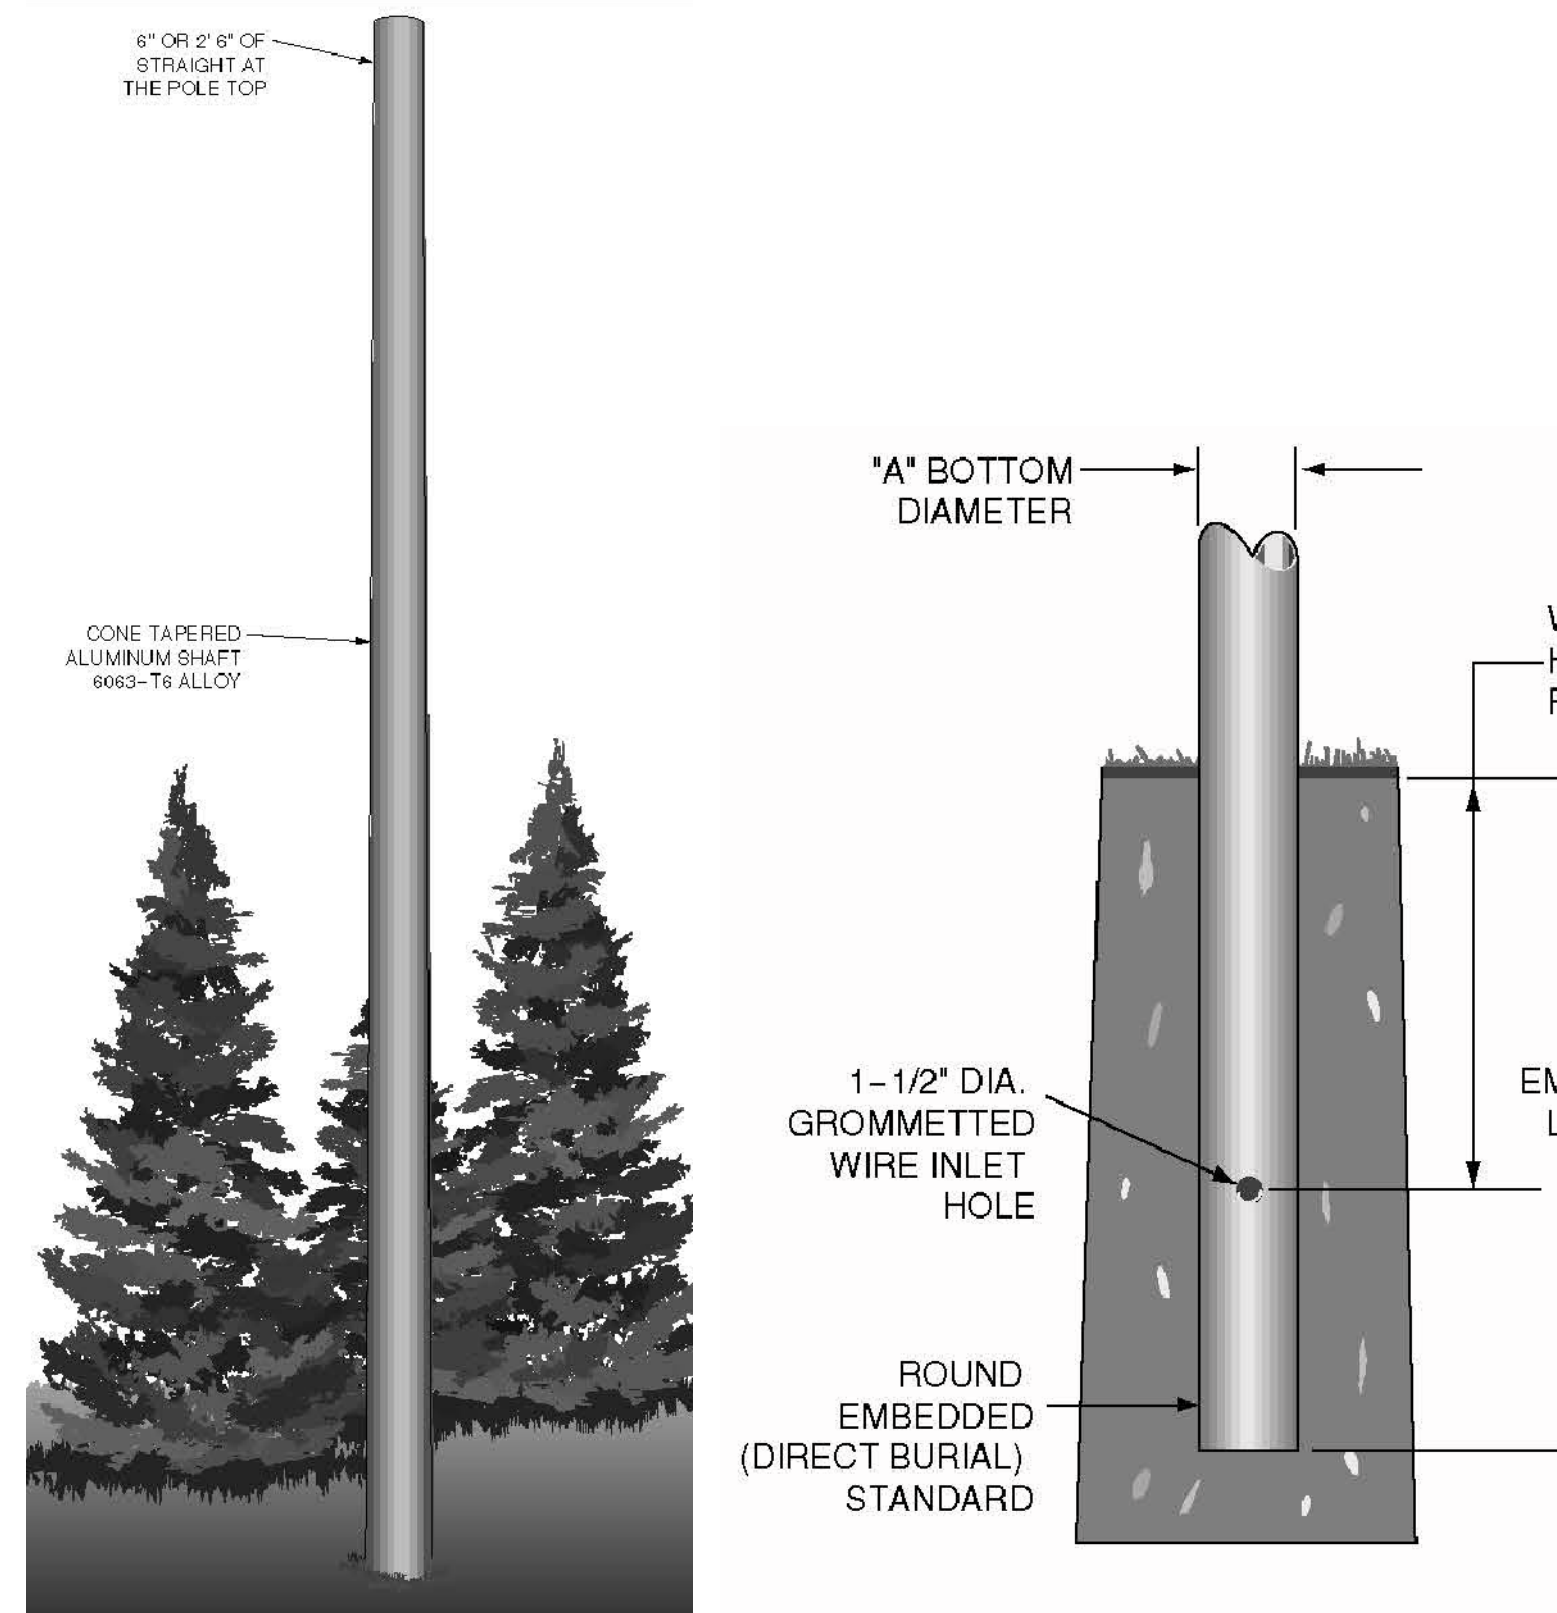 6" OR 2' 6" OF
STRAIGHT AT
THE POLE TOP
CONE TAPERED
ALUMINUM SHAFT
6063-T6 ALLOY
"A" BOTTOM
DIAMETER
1-1/2" DIA.
GROMMETTED
WIRE INLET
HOLE
ROUND
EMBEDDED
(DIRECT BURIAL)
STANDARD